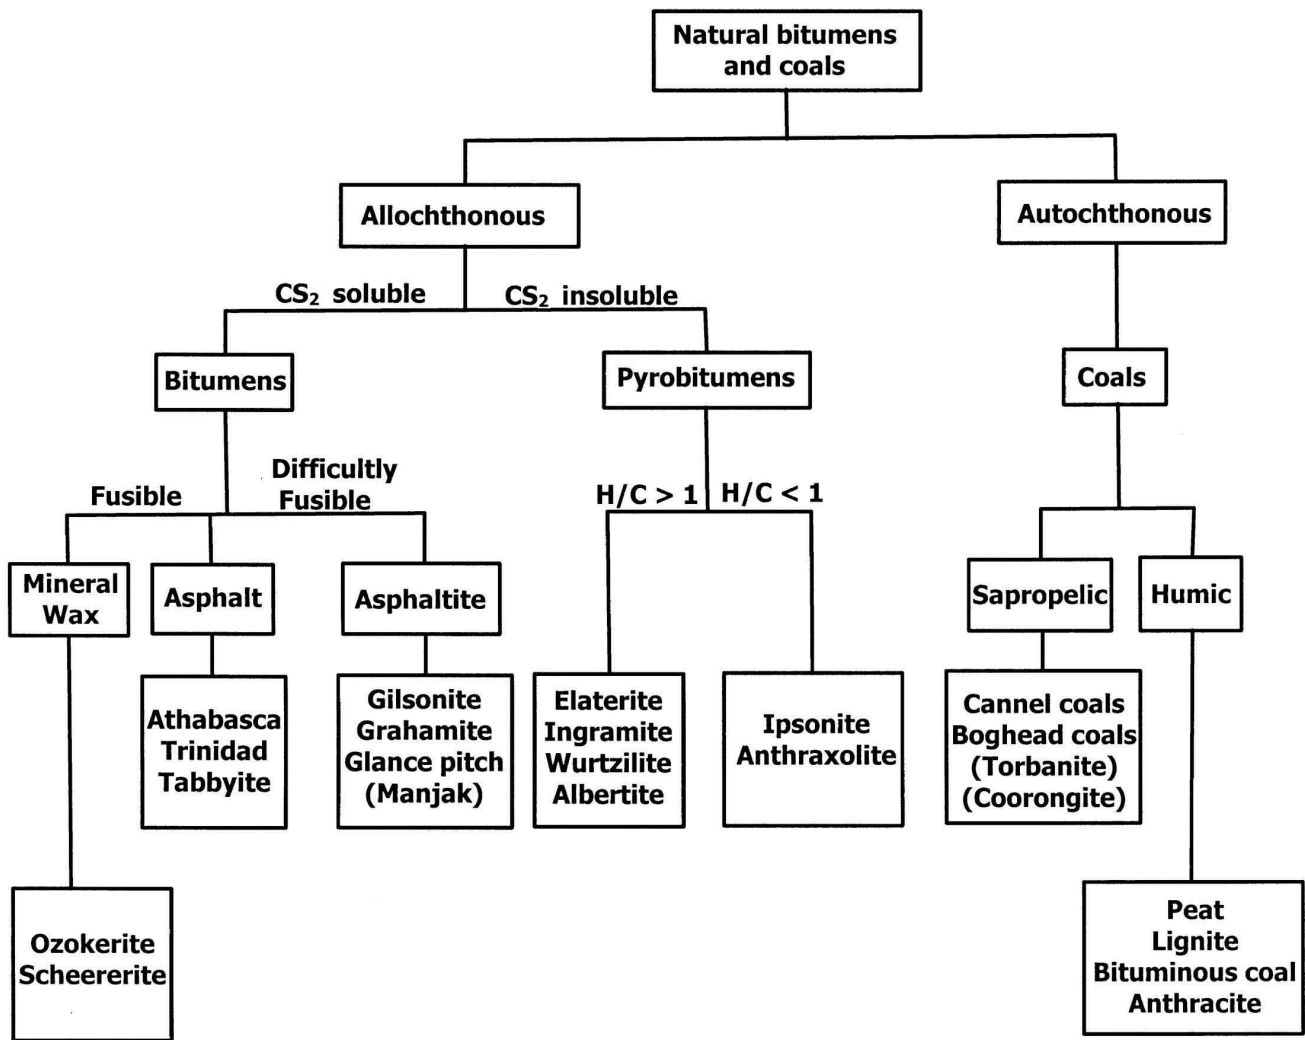 Natural bitumens
and coals
Allochthonous
Autochthonous
CS₂ soluble
CS₂ insoluble
Bitumens
Pyrobitumens
Coals
Fusible
Difficultly
Fusible
H/C > 1
H/C < 1
Mineral
Wax
Asphalt
Asphaltite
Sapropelic
Humic
Athabasca
Trinidad
Tabbyite
Gilsonite
Grahamite
Glance pitch
(Manjak)
Elaterite
Ingramite
Wurtzilite
Albertite
Ipsonite
Anthraxolite
Cannel coals
Boghead coals
(Torbanite)
(Coorongite)
Ozokerite
Scheererite
Peat
Lignite
Bituminous coal
Anthracite